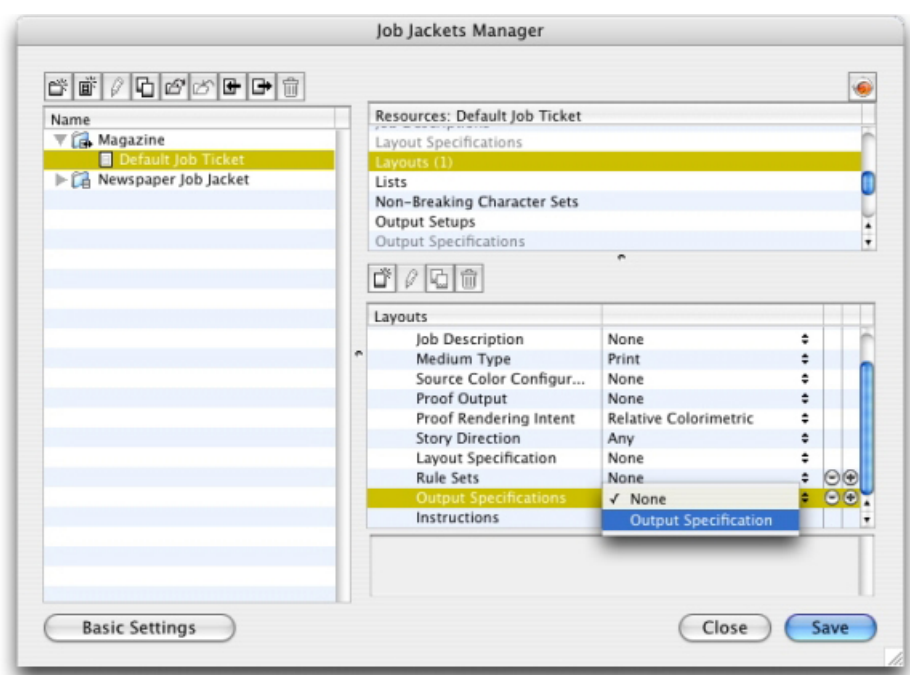 Job Jackets Manager
Name
Magazine
Default Job Ticket
Newspaper Job Jacket
Resources: Default Job Ticket
Job Descriptions
Layout Specifications
Layouts (1)
Lists
Non-Breaking Character Sets
Output Setups
Output Specifications
Layouts
Job Description None
Medium Type Print
Source Color Configur... None
Proof Output None
Proof Rendering Intent Relative Colorimetric
Story Direction Any
Layout Specification None
Rule Sets None
Output Specifications ✓ None
Output Specification
Instructions
Basic Settings
Close
Save